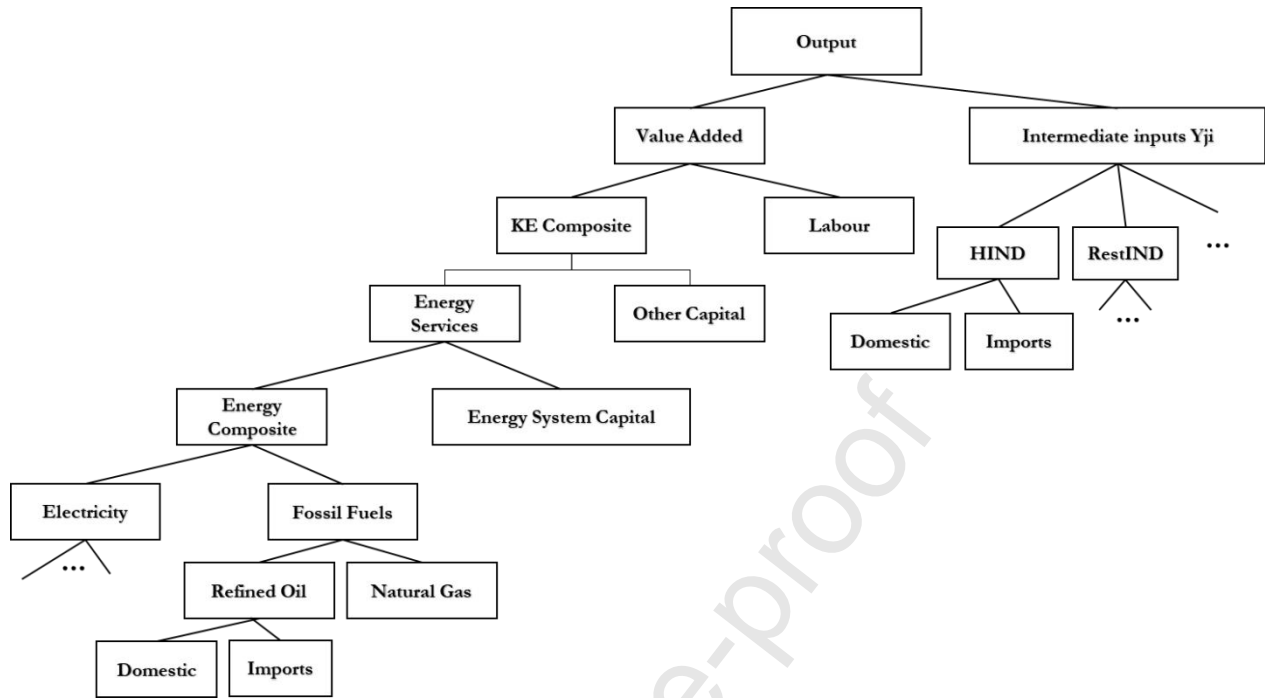 Output
Value Added
Intermediate inputs Yji
KE Composite
Labour
HIND
RestIND
...
Energy
Services
Other Capital
Domestic
Imports
...
Energy
Composite
Energy System Capital
Electricity
Fossil Fuels
...
Refined Oil
Natural Gas
Domestic
Imports
e-proof